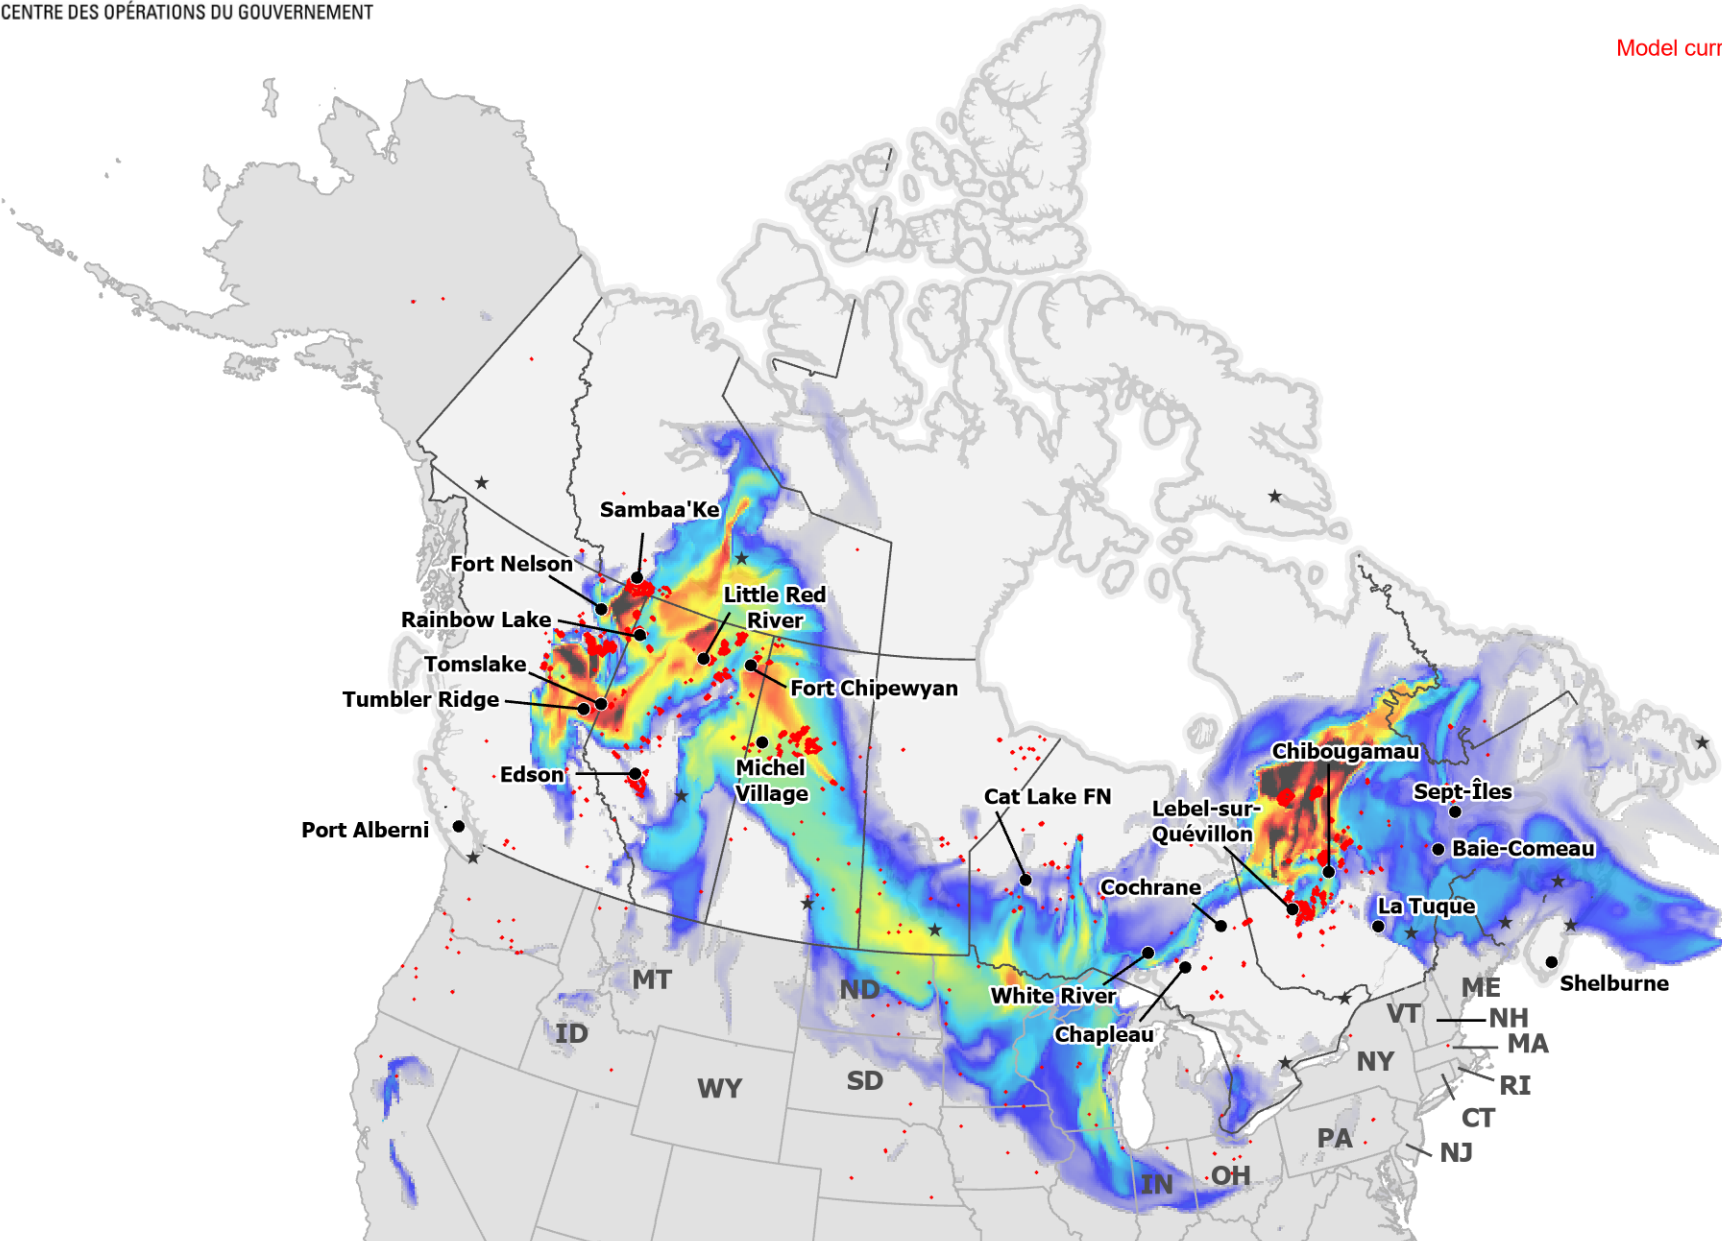 CENTRE DES OPÉRATIONS DU GOUVERNEMENT
Model curr
Sambaa'Ke
Fort Nelson
Little Red
River
Rainbow Lake
Tomslake
Fort Chipewyan
Tumbler Ridge
Chibougamau
Michel
Village
Edson
Sept-Îles
Cat Lake FN
Lebel-sur-
Quévillon
Port Alberni
Baie-Comeau
Cochrane
La Tuque
MT
ND
White River
ME
Shelburne
VT
NH
ID
Chapleau
MA
NY
SD
WY
RI
CT
PA
NJ
OH
IN